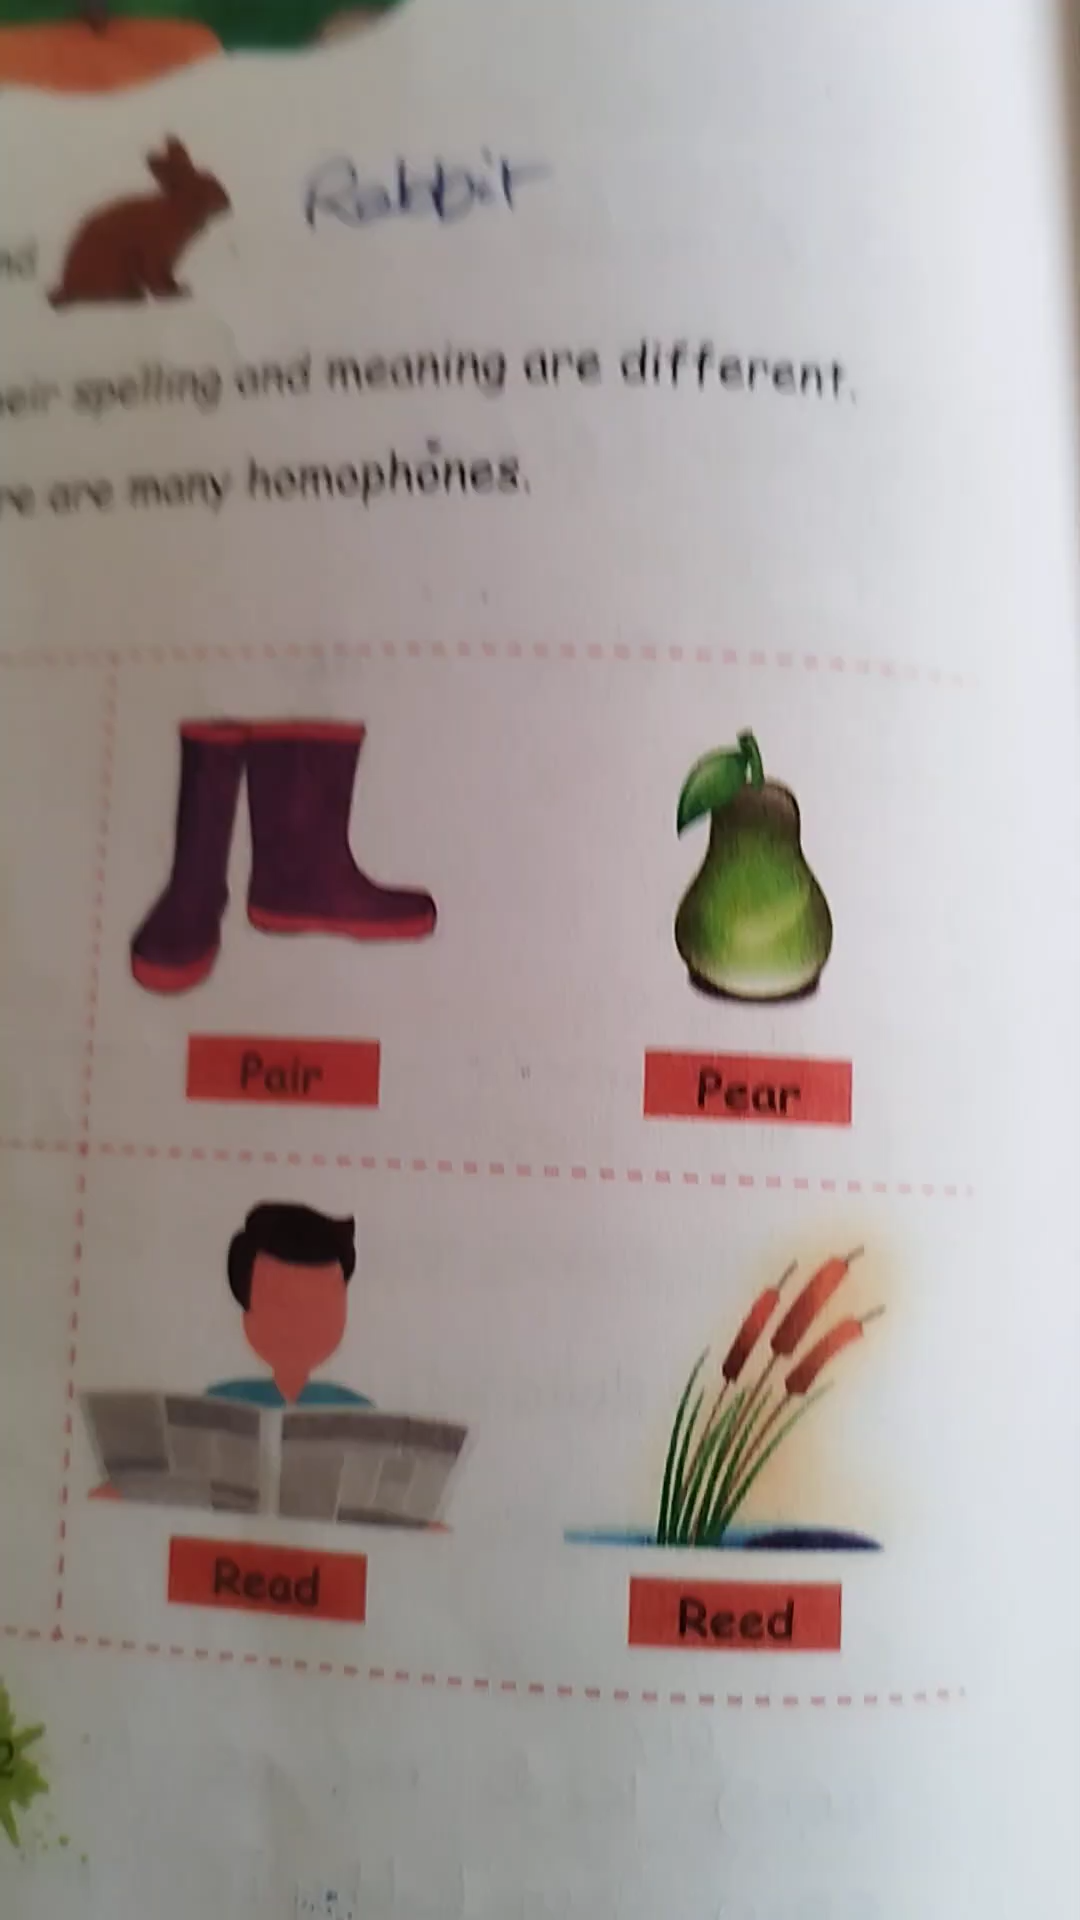 Rabbit
spelling and meaning are different.
are many homophones.
Pair Pear
Read Reed